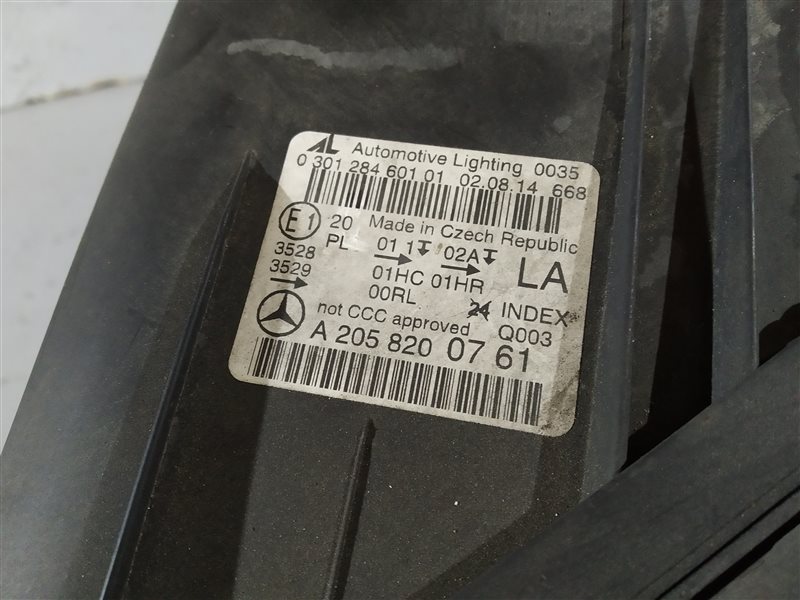 AL Automotive Lighting 0035
0 301 284 601 01 02.08.14 668
E1 20 Made in Czech Republic
PL 01 1 02A LA
3528
3529
01HC 01HR
00RL 24 INDEX
not CCC approved Q003
A 205 820 07 61